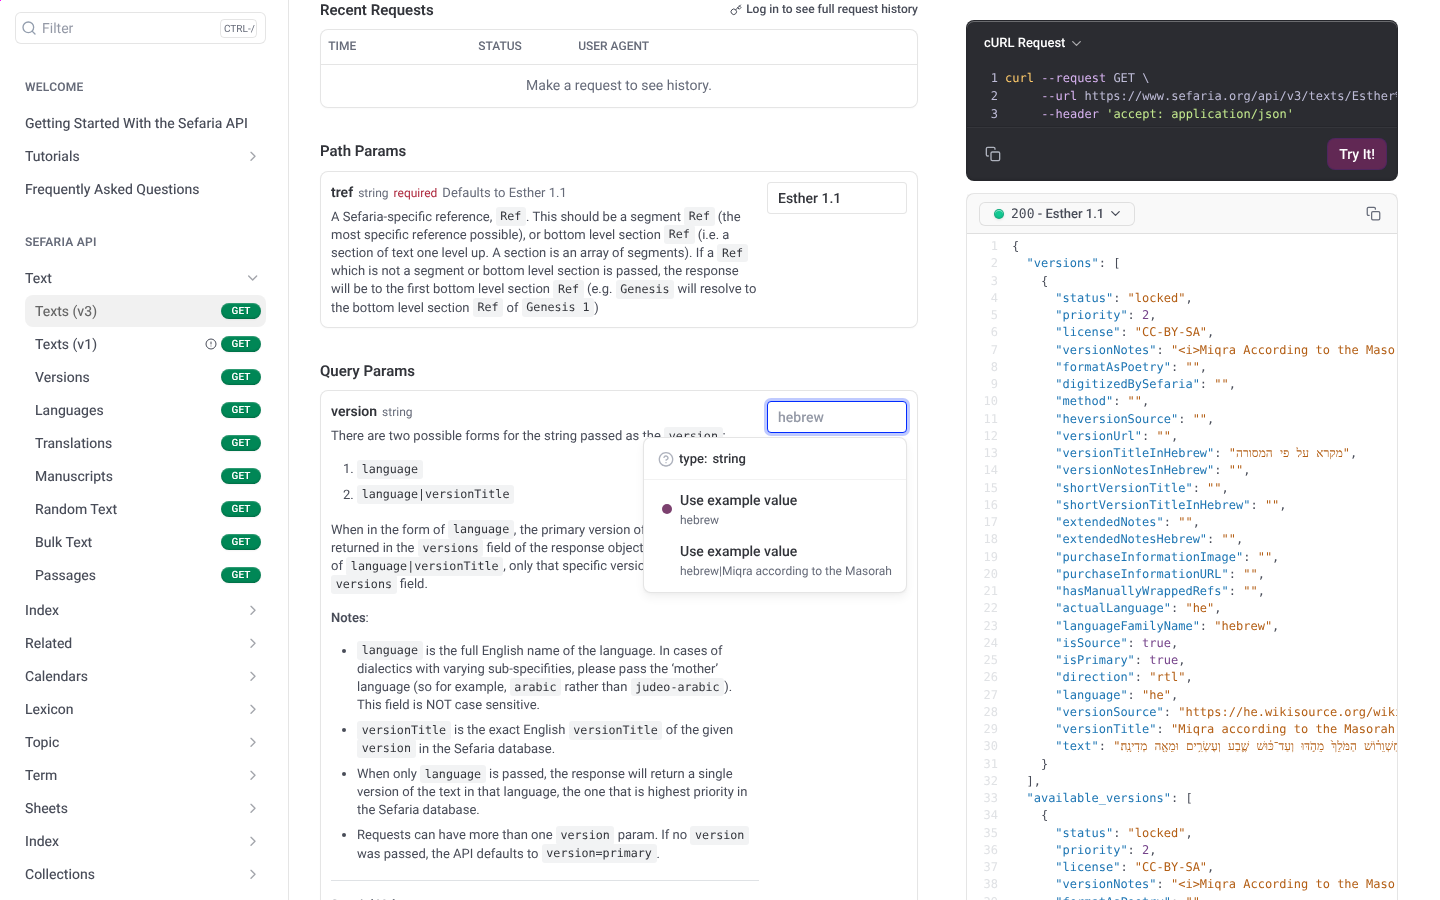 Filter
CTRL-/
WELCOME
Getting Started With the Sefaria API
Tutorials
Frequently Asked Questions
SEFARIA API
Text
Texts (v3) GET
Texts (v1) GET
Versions GET
Languages GET
Translations GET
Manuscripts GET
Random Text GET
Bulk Text GET
Passages GET
Index
Related
Calendars
Lexicon
Topic
Term
Sheets
Index
Collections
Recent Requests
Log in to see full request history
TIME STATUS USER AGENT
Make a request to see history.
Path Params
tref string required Defaults to Esther 1.1
Esther 1.1
A Sefaria-specific reference, Ref. This should be a segment Ref (the
most specific reference possible), or bottom level section Ref (i.e. a
section of text one level up. A section is an array of segments). If a Ref
which is not a segment or bottom level section is passed, the response
will be to the first bottom level section Ref (e.g. Genesis will resolve to
the bottom level section Ref of Genesis 1)
Query Params
version string
hebrew
There are two possible forms for the string passed as the version:
1. language
2. language|versionTitle
When in the form of language, the primary version of
returned in the versions field of the response object
of language|versionTitle, only that specific versic
versions field.
type: string
Use example value
hebrew
Use example value
hebrew|Miqra according to the Masorah
Notes:
• language is the full English name of the language. In cases of
dialectics with varying sub-specifities, please pass the ‘mother’
language (so for example, arabic rather than judeo-arabic).
This field is NOT case sensitive.
• versionTitle is the exact English versionTitle of the given
version in the Sefaria database.
• When only language is passed, the response will return a single
version of the text in that language, the one that is highest priority in
the Sefaria database.
• Requests can have more than one version param. If no version
was passed, the API defaults to version=primary.
cURL Request
1 curl --request GET \
2 --url https://www.sefaria.org/api/v3/texts/Esther
3 --header 'accept: application/json'
Try It!
200 - Esther 1.1
1 {
2 "versions": [
3 {
4 "status": "locked",
5 "priority": 2,
6 "license": "CC-BY-SA",
7 "versionNotes": "<i>Miqra According to the Maso
8 "formatAsPoetry": "",
9 "digitizedBySefaria": "",
10 "method": "",
11 "heversionSource": "",
12 "versionUrl": "",
13 "versionTitleInHebrew": "מקרא על פי המסורה",
14 "versionNotesInHebrew": "",
15 "shortVersionTitle": "",
16 "shortVersionTitleInHebrew": "",
17 "extendedNotes": "",
18 "extendedNotesHebrew": "",
19 "purchaseInformationImage": "",
20 "purchaseInformationURL": "",
21 "hasManuallyWrappedRefs": "",
22 "actualLanguage": "he",
23 "languageFamilyName": "hebrew",
24 "isSource": true,
25 "isPrimary": true,
26 "direction": "rtl",
27 "language": "he",
28 "versionSource": "https://he.wikisource.org/wik
29 "versionTitle": "Miqra according to the Masorah
30 "text": "
31 }
32 ],
33 "available_versions": [
34 {
35 "status": "locked",
36 "priority": 2,
37 "license": "CC-BY-SA",
38 "versionNotes": "<i>Miqra According to the Maso